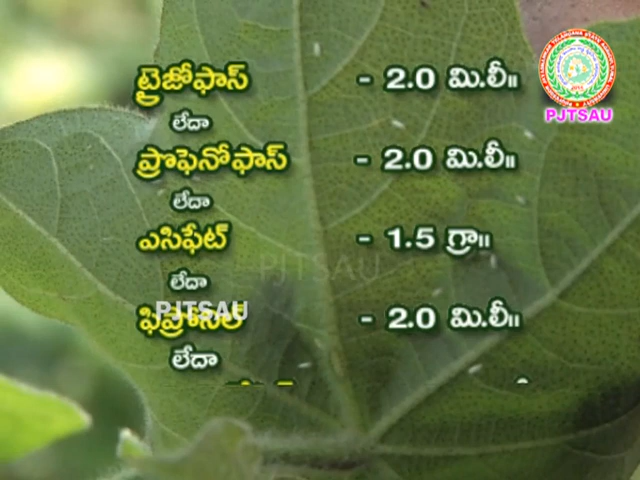 ట్రైజోఫాస్ - 2.0 మి.లీ॥
లేదా
ప్రొఫెనోఫాస్ - 2.0 మి.లీ॥
లేదా
ఎసిఫేట్ - 1.5 గ్రా॥
లేదా
ఫిప్రోనిల్ - 2.0 మి.లీ॥
లేదా
PJTSAU
PJTSAU
PJTSAU